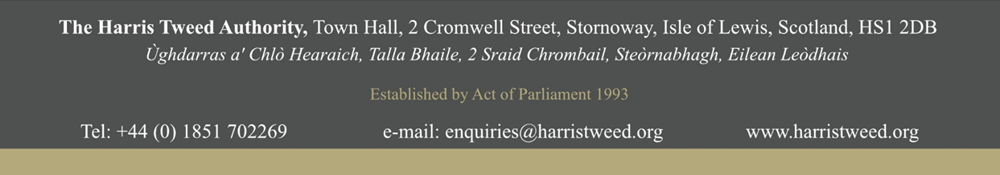 The Harris Tweed Authority, Town Hall, 2 Cromwell Street, Stornoway, Isle of Lewis, Scotland, HS1 2DB
Ùghdarras a' Chlò Hearaich, Talla Bhaile, 2 Sraid Chrombail, Steòrnabhagh, Eilean Leòdhais
Established by Act of Parliament 1993
Tel: +44 (0) 1851 702269 e-mail: enquiries@harristweed.org www.harristweed.org